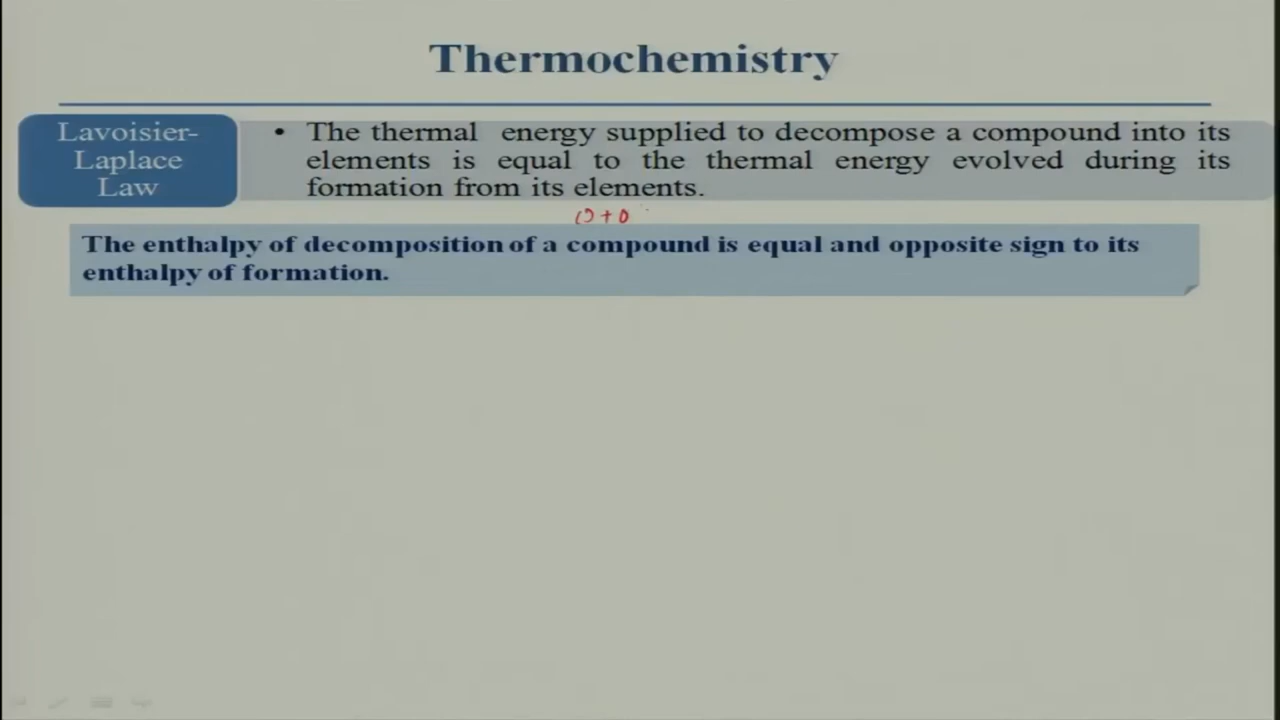 Thermochemistry
Lavoisier-
Laplace
Law
• The thermal energy supplied to decompose a compound into its
elements is equal to the thermal energy evolved during its
formation from its elements.
O + O
The enthalpy of decomposition of a compound is equal and opposite sign to its
enthalpy of formation.